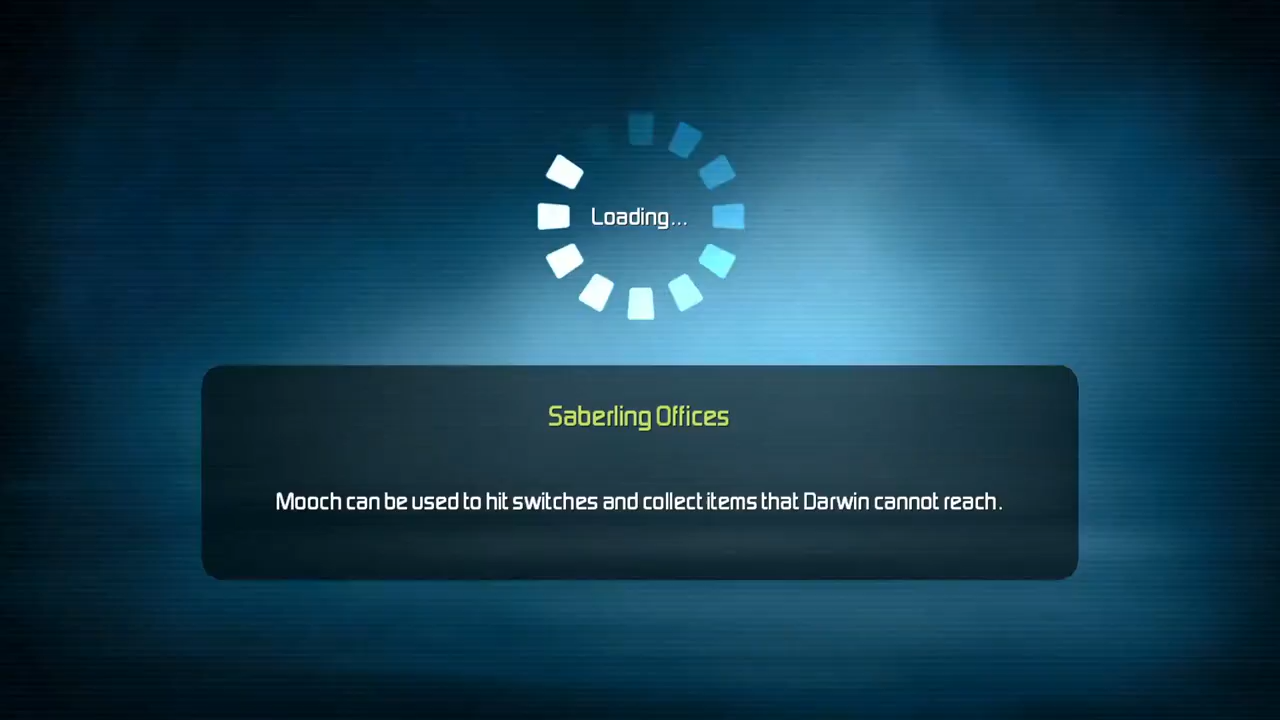 Loading...
Saberling Offices
Mooch can be used to hit switches and collect items that Darwin cannot reach.